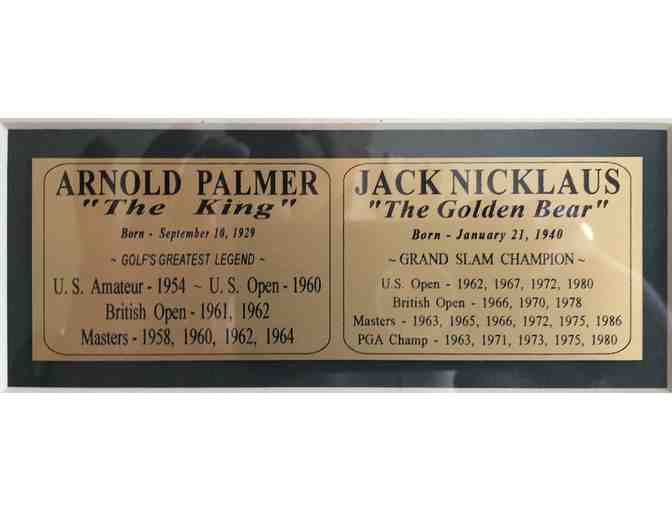 ARNOLD PALMER
"The King"
Born - September 10, 1929
~ GOLF'S GREATEST LEGEND ~
U. S. Amateur - 1954 ~ U. S. Open - 1960
British Open - 1961, 1962
Masters - 1958, 1960, 1962, 1964
JACK NICKLAUS
"The Golden Bear"
Born - January 21, 1940
~ GRAND SLAM CHAMPION ~
U.S. Open - 1962, 1967, 1972, 1980
British Open - 1966, 1970, 1978
Masters - 1963, 1965, 1966, 1972, 1975, 1986
PGA Champ - 1963, 1971, 1973, 1975, 1980